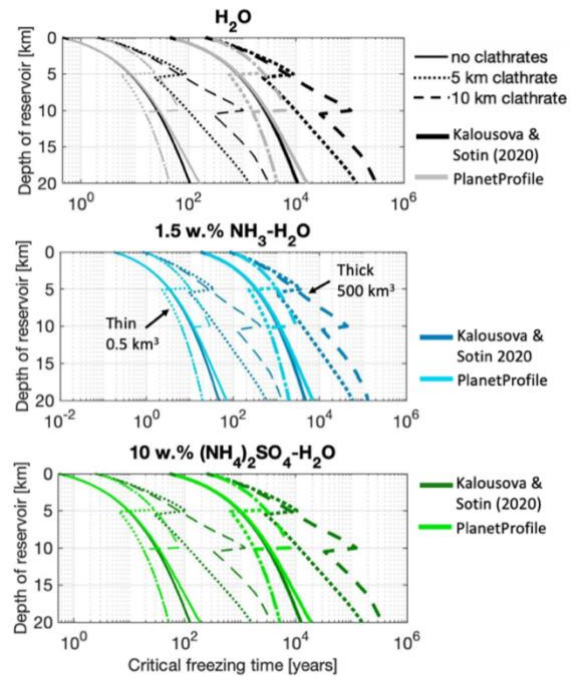 H2O
Depth of reservoir [km]
0
5
10
15
20
10^0
10^2
10^4
10^6
no clathrates
5 km clathrate
10 km clathrate
Kalousova &
Sotin (2020)
PlanetProfile
1.5 w.% NH3-H2O
Depth of reservoir [km]
0
5
10
15
20
Thin
0.5 km³
Thick
500 km³
10^-2
10^0
10^2
10^4
10^6
Kalousova &
Sotin 2020
PlanetProfile
10 w.% (NH4)2SO4-H2O
Depth of reservoir [km]
0
5
10
15
20
10^0
10^2
10^4
10^6
Critical freezing time [years]
Kalousova &
Sotin (2020)
PlanetProfile